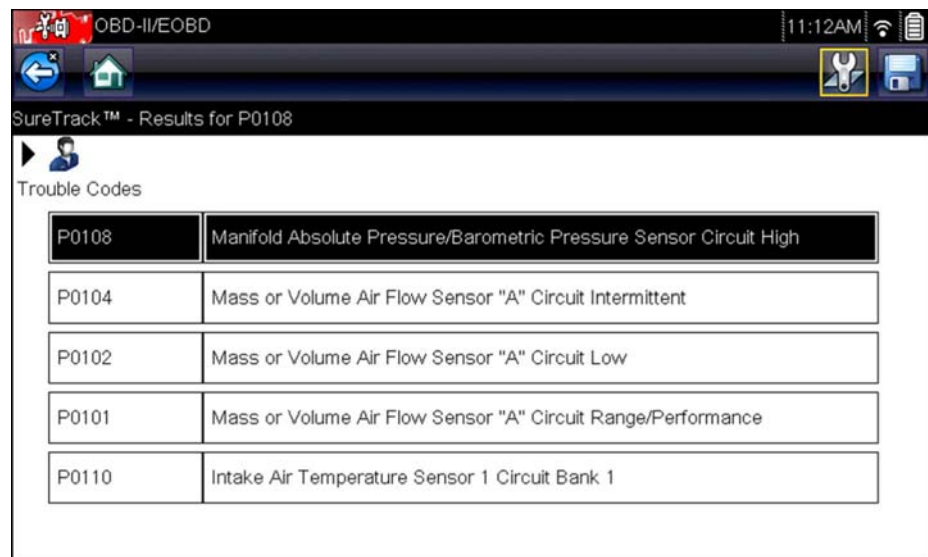 OBD-II/EOBD 11:12AM
SureTrack™ - Results for P0108
Trouble Codes
P0108 Manifold Absolute Pressure/Barometric Pressure Sensor Circuit High
P0104 Mass or Volume Air Flow Sensor "A" Circuit Intermittent
P0102 Mass or Volume Air Flow Sensor "A" Circuit Low
P0101 Mass or Volume Air Flow Sensor "A" Circuit Range/Performance
P0110 Intake Air Temperature Sensor 1 Circuit Bank 1